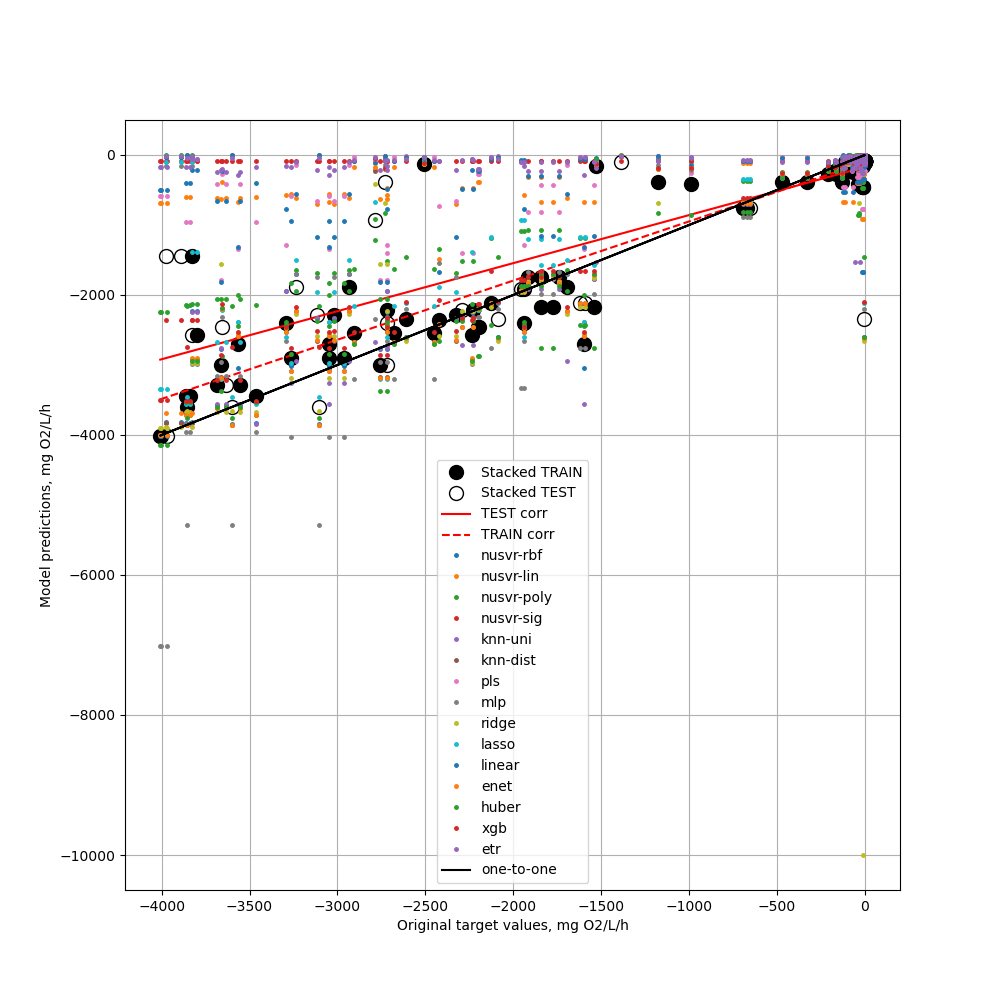 0
−2000
−4000
−6000
−8000
−10000
Model predictions, mg O2/L/h
Stacked TRAIN
Stacked TEST
TEST corr
TRAIN corr
nusvr-rbf
nusvr-lin
nusvr-poly
nusvr-sig
knn-uni
knn-dist
pls
mlp
ridge
lasso
linear
enet
huber
xgb
etr
one-to-one
−4000 −3500 −3000 −2500 −2000 −1500 −1000 −500 0
Original target values, mg O2/L/h